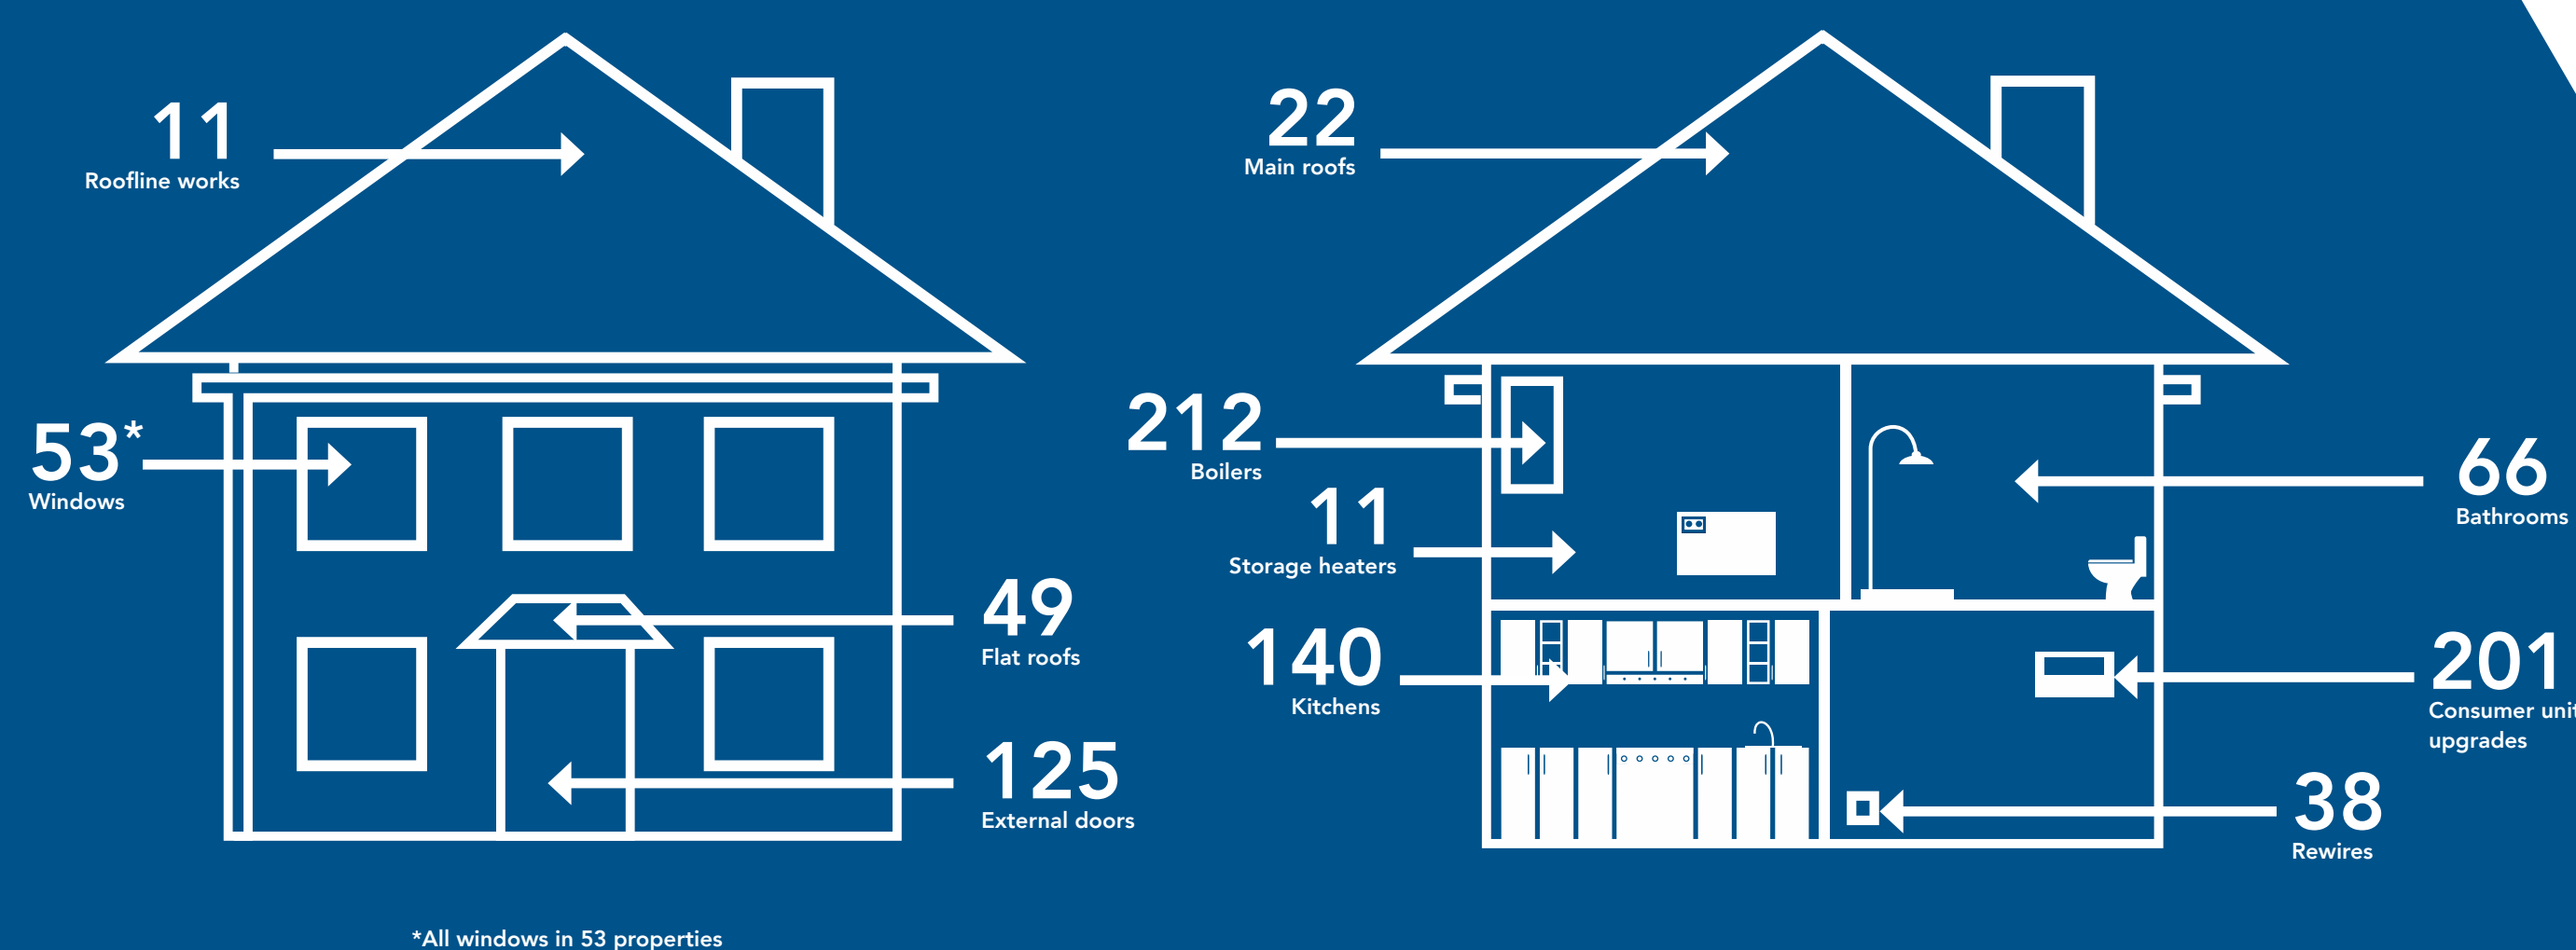 11
Roofline works
53*
Windows
49
Flat roofs
125
External doors
*All windows in 53 properties
22
Main roofs
212
Boilers
11
Storage heaters
140
Kitchens
66
Bathrooms
201
Consumer unit
upgrades
38
Rewires